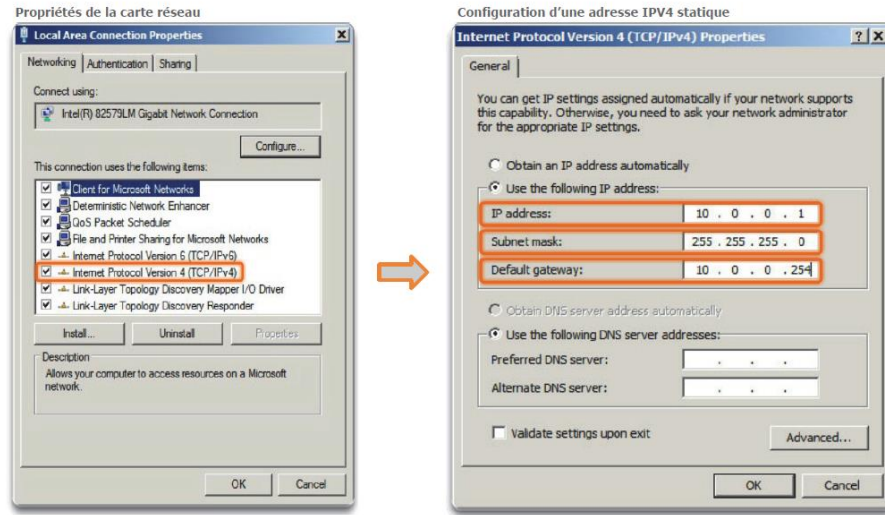 Propriétés de la carte réseau
Local Area Connection Properties
Networking
Authentication
Sharing
Connect using:
Intel(R) 82579LM Gigabit Network Connection
Configure...
This connection uses the following items:
Client for Microsoft Networks
Deterministic Network Enhancer
QoS Packet Scheduler
File and Printer Sharing for Microsoft Networks
Internet Protocol Version 6 (TCP/IPv6)
Internet Protocol Version 4 (TCP/IPv4)
Link-Layer Topology Discovery Mapper I/O Driver
Link-Layer Topology Discovery Responder
Install...
Uninstall
Properties
Description
Allows your computer to access resources on a Microsoft
network.
OK
Cancel
Configuration d'une adresse IPV4 statique
Internet Protocol Version 4 (TCP/IPv4) Properties
General
You can get IP settings assigned automatically if your network supports
this capability. Otherwise, you need to ask your network administrator
for the appropriate IP settings.
Obtain an IP address automatically
Use the following IP address:
IP address: 10 . 0 . 0 . 1
Subnet mask: 255 . 255 . 255 . 0
Default gateway: 10 . 0 . 0 . 254
Obtain DNS server address automatically
Use the following DNS server addresses:
Preferred DNS server: . . .
Alternate DNS server: . . .
Validate settings upon exit
Advanced...
OK
Cancel